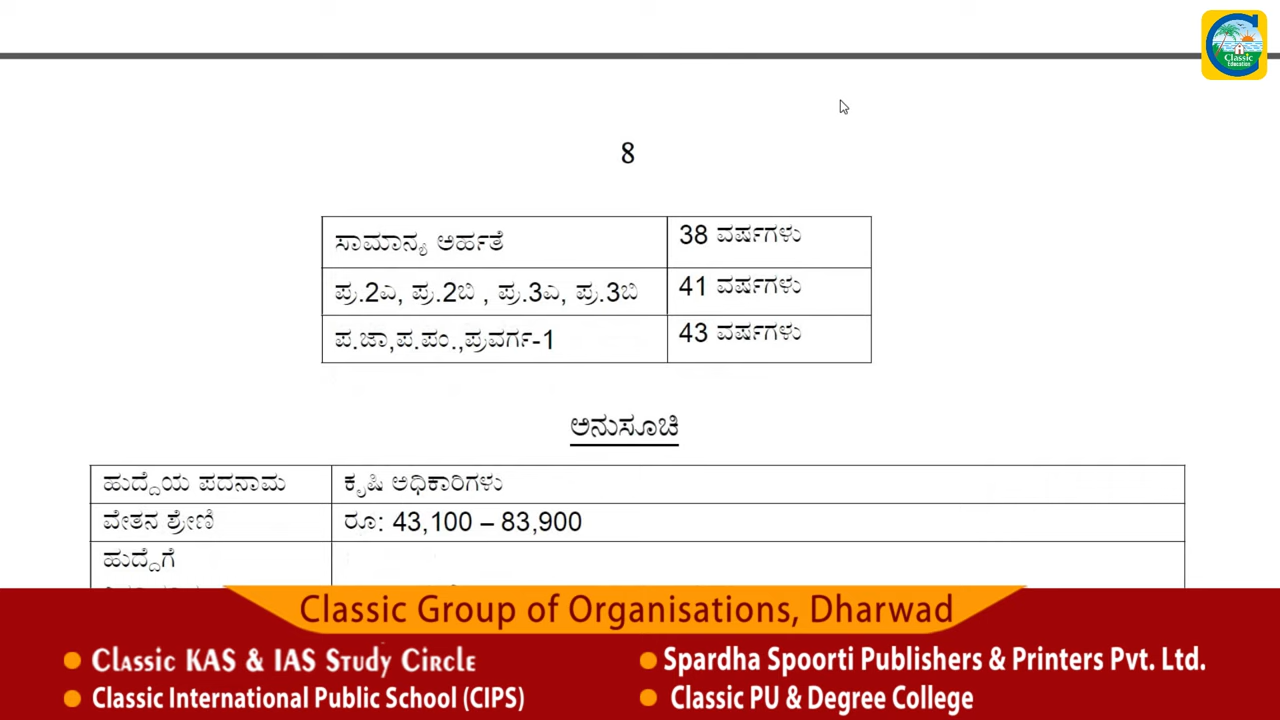 Classic
Education
8
ಸಾಮಾನ್ಯ ಅರ್ಹತೆ 38 ವರ್ಷಗಳು
ಪ್ರ.2ಎ, ಪ್ರ.2ಬಿ , ಪ್ರ.3ಎ, ಪ್ರ.3ಬಿ 41 ವರ್ಷಗಳು
ಪ.ಜಾ,ಪ.ಪಂ.,ಪ್ರವರ್ಗ-1 43 ವರ್ಷಗಳು
ಅನುಸೂಚಿ
ಹುದ್ದೆಯ ಪದನಾಮ ಕೃಷಿ ಅಧಿಕಾರಿಗಳು
ವೇತನ ಶ್ರೇಣಿ ರೂ: 43,100 – 83,900
ಹುದ್ದೆಗೆ
Classic Group of Organisations, Dharwad
Classic KAS & IAS Study Circle
Spardha Spoorti Publishers & Printers Pvt. Ltd.
Classic International Public School (CIPS)
Classic PU & Degree College